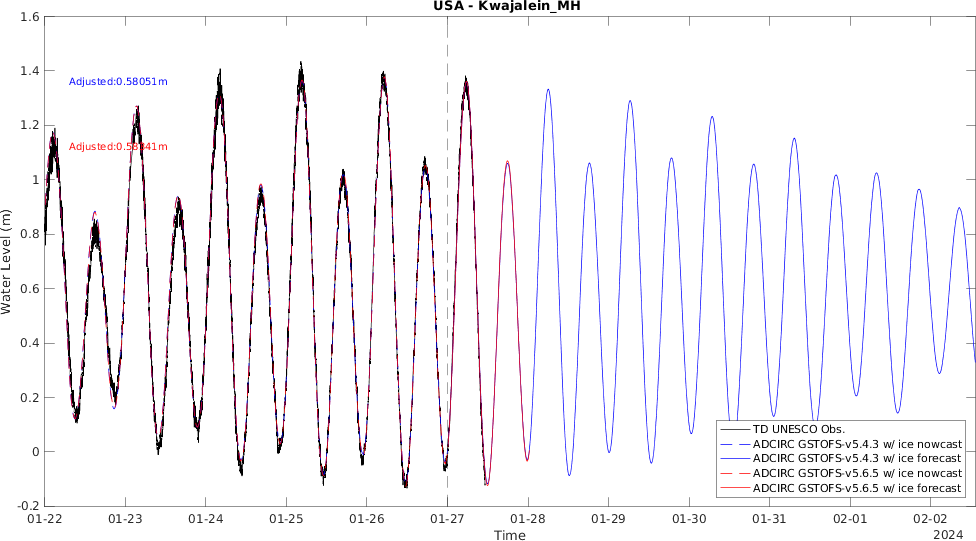 USA - Kwajalein_MH
1.6
1.4
1.2
1
0.8
0.6
0.4
0.2
0
-0.2
Water Level (m)
Adjusted:0.58051m
TD UNESCO Obs.
ADCIRC GSTOFS-v5.4.3 w/ ice nowcast
ADCIRC GSTOFS-v5.4.3 w/ ice forecast
ADCIRC GSTOFS-v5.6.5 w/ ice nowcast
ADCIRC GSTOFS-v5.6.5 w/ ice forecast
01-22 01-23 01-24 01-25 01-26 01-27 01-28 01-29 01-30 01-31 02-01 02-02
Time
2024